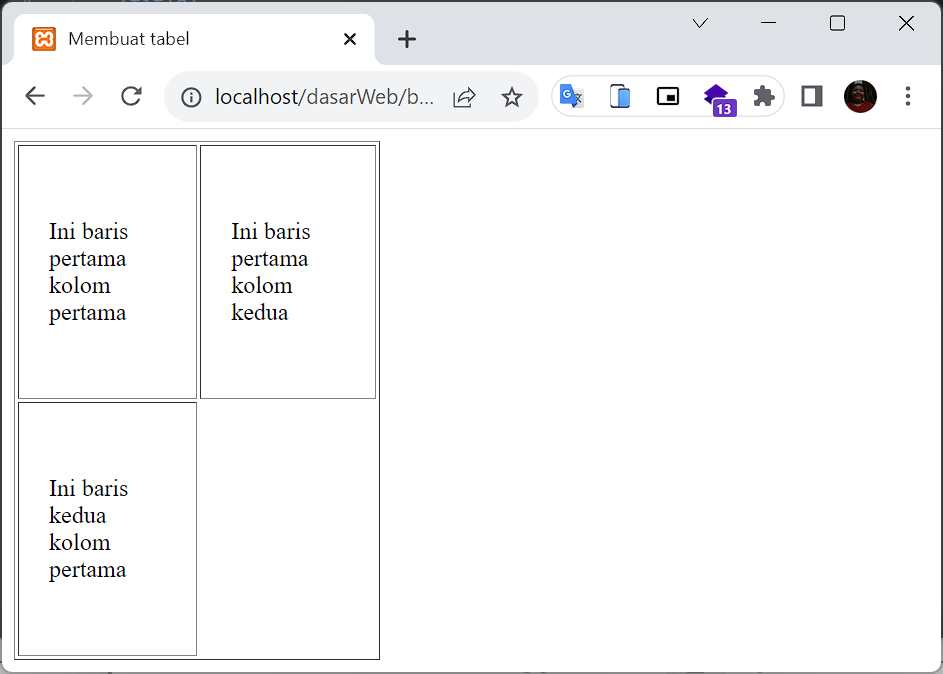 Membuat tabel
localhost/dasarWeb/b...
13
Ini baris
pertama
kolom
pertama
Ini baris
pertama
kolom
kedua
Ini baris
kedua
kolom
pertama